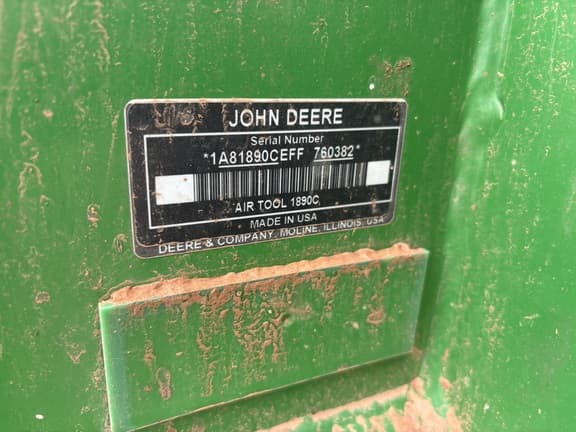 JOHN DEERE
Serial Number
*1A81890CEFF 760382*
AIR TOOL 1890C
MADE IN USA
DEERE & COMPANY, MOLINE, ILLINOIS, USA